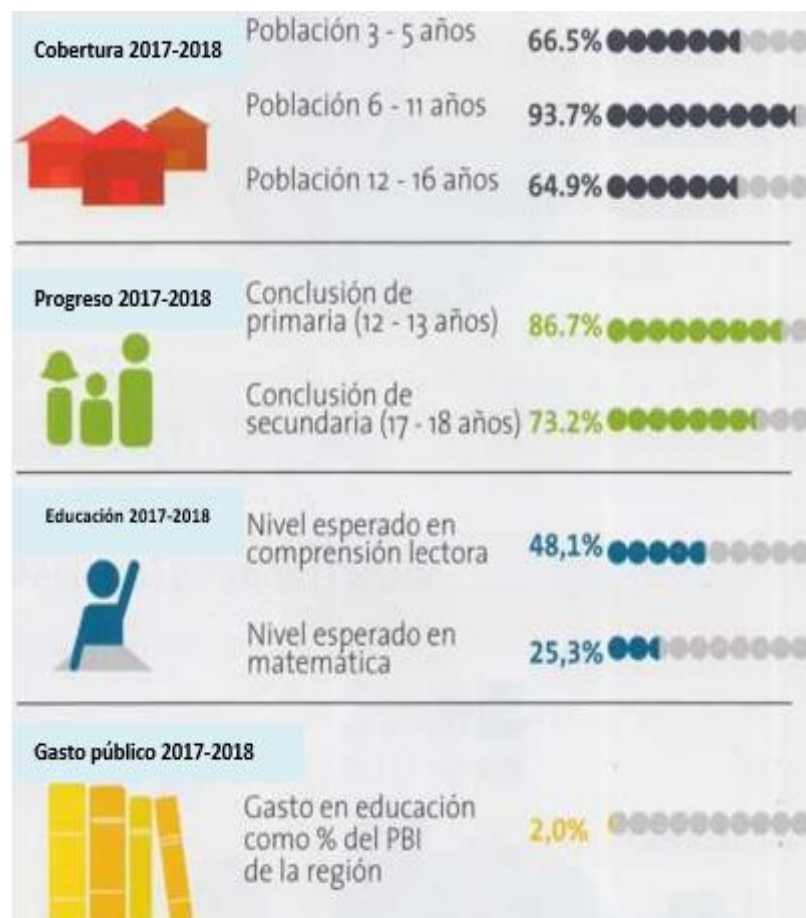 Cobertura 2017-2018
Población 3 - 5 años
66.5%
Población 6 - 11 años
93.7%
Población 12 - 16 años
64.9%
Progreso 2017-2018
Conclusión de
primaria (12 - 13 años)
86.7%
Conclusión de
secundaria (17 - 18 años)
73.2%
Educación 2017-2018
Nivel esperado en
comprensión lectora
48,1%
Nivel esperado en
matemática
25,3%
Gasto público 2017-2018
Gasto en educación
como % del PBI
de la región
2,0%